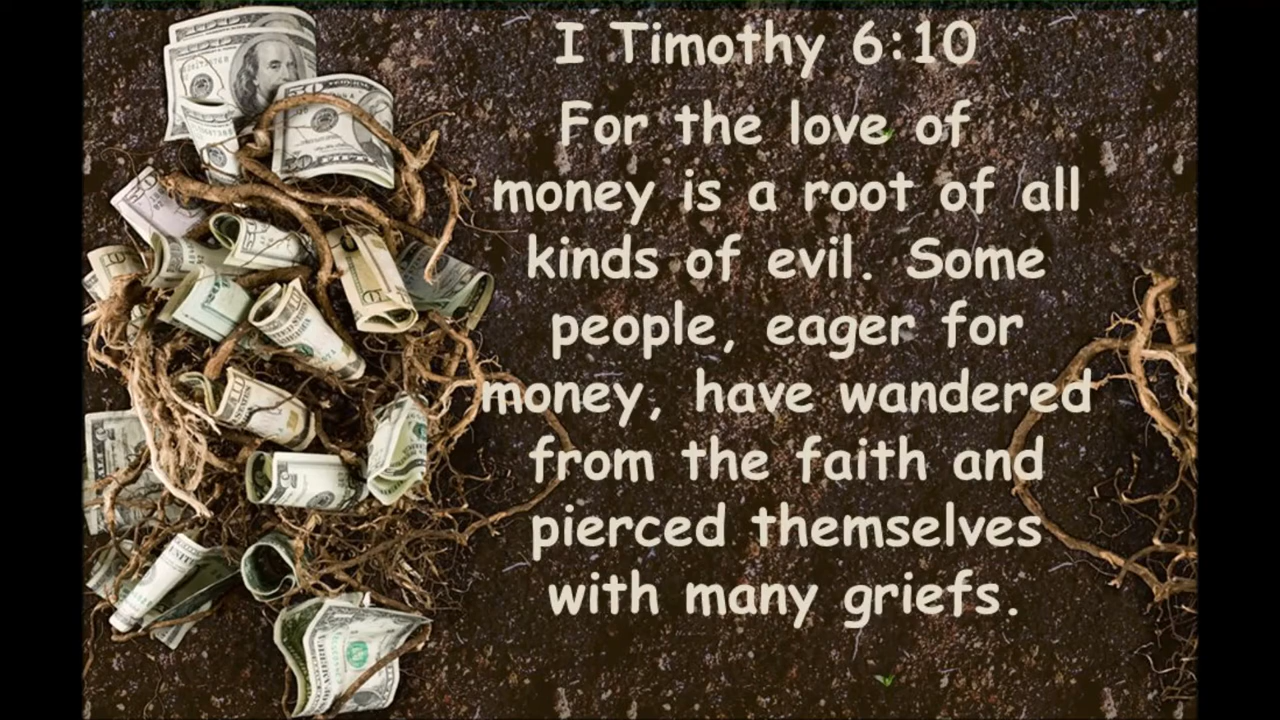 I Timothy 6:10
For the love of
money is a root of all
kinds of evil. Some
people, eager for
money, have wandered
from the faith and
pierced themselves
with many griefs.